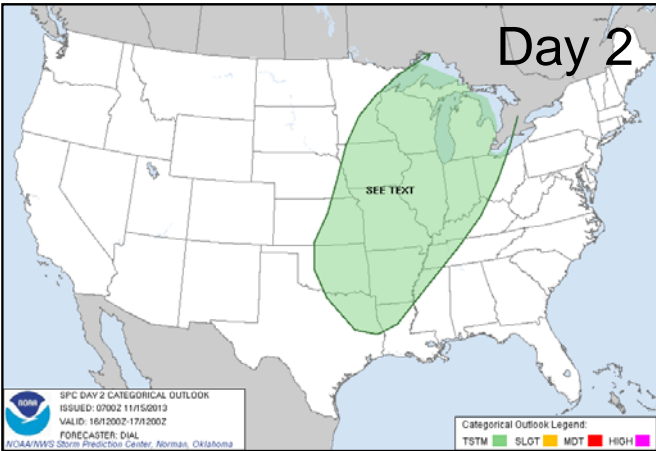 Day 2
SEE TEXT
NOAA
SPC DAY 2 CATEGORICAL OUTLOOK
ISSUED: 0700Z 11/15/2013
VALID: 16/1200Z-17/1200Z
FORECASTER: DIAL
NOAA/NWS Storm Prediction Center, Norman, Oklahoma
Categorical Outlook Legend:
TSTM SLGT MDT HIGH